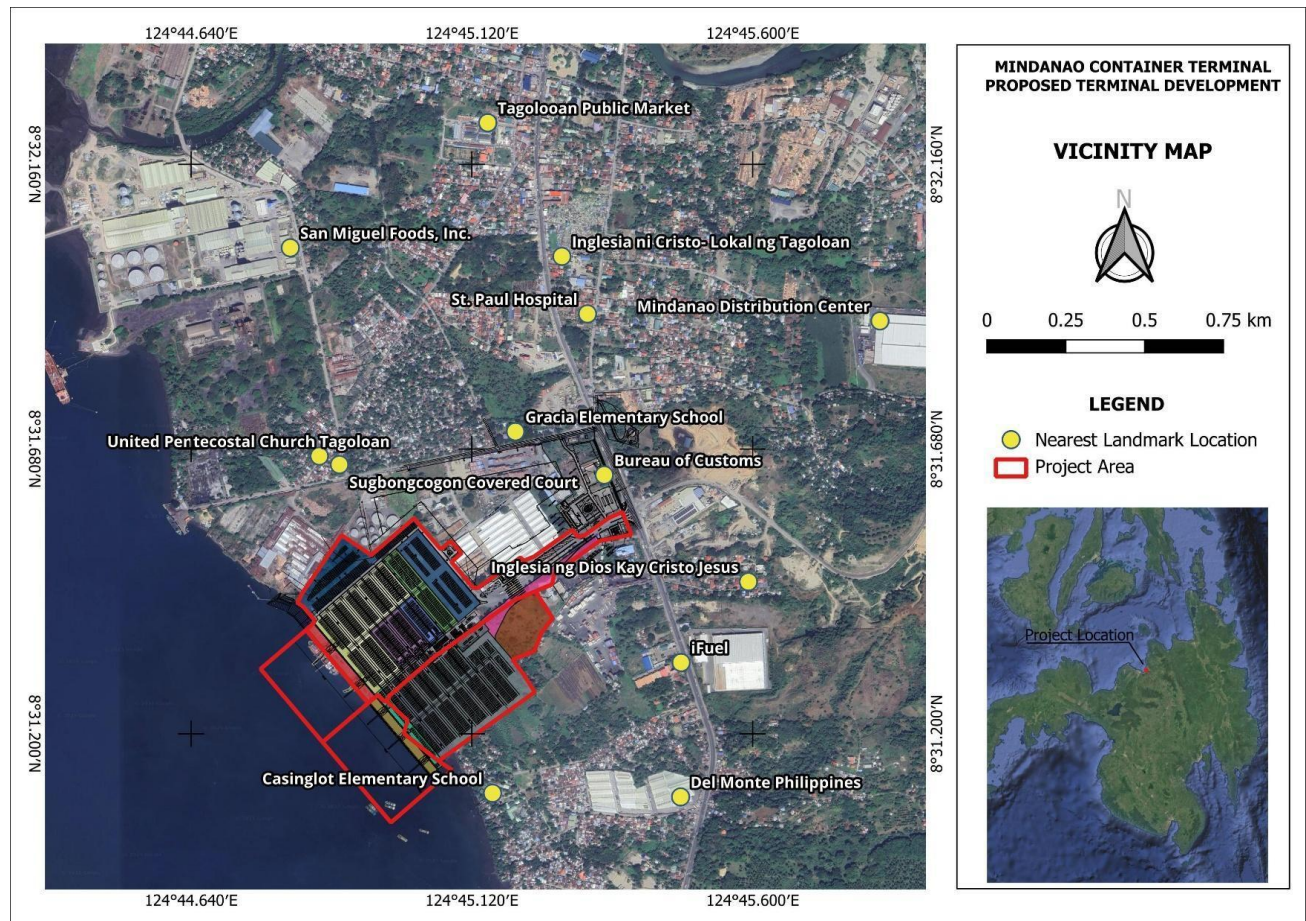 124°44.640′E
124°45.120′E
124°45.600′E
8°32.160′N
8°31.680′N
8°31.200′N
Tagolooan Public Market
San Miguel Foods, Inc.
Inglesia ni Cristo- Lokal ng Tagoloan
St. Paul Hospital
Mindanao Distribution Center
Gracia Elementary School
United Pentecostal Church Tagoloan
Bureau of Customs
Sugbongcogon Covered Court
Inglesia ng Dios Kay Cristo Jesus
iFuel
Casinglot Elementary School
Del Monte Philippines
8°32.160′N
8°31.680′N
8°31.200′N
124°44.640′E
124°45.120′E
124°45.600′E
MINDANAO CONTAINER TERMINAL
PROPOSED TERMINAL DEVELOPMENT
VICINITY MAP
N
0 0.25 0.5 0.75 km
LEGEND
Nearest Landmark Location
Project Area
Project Location